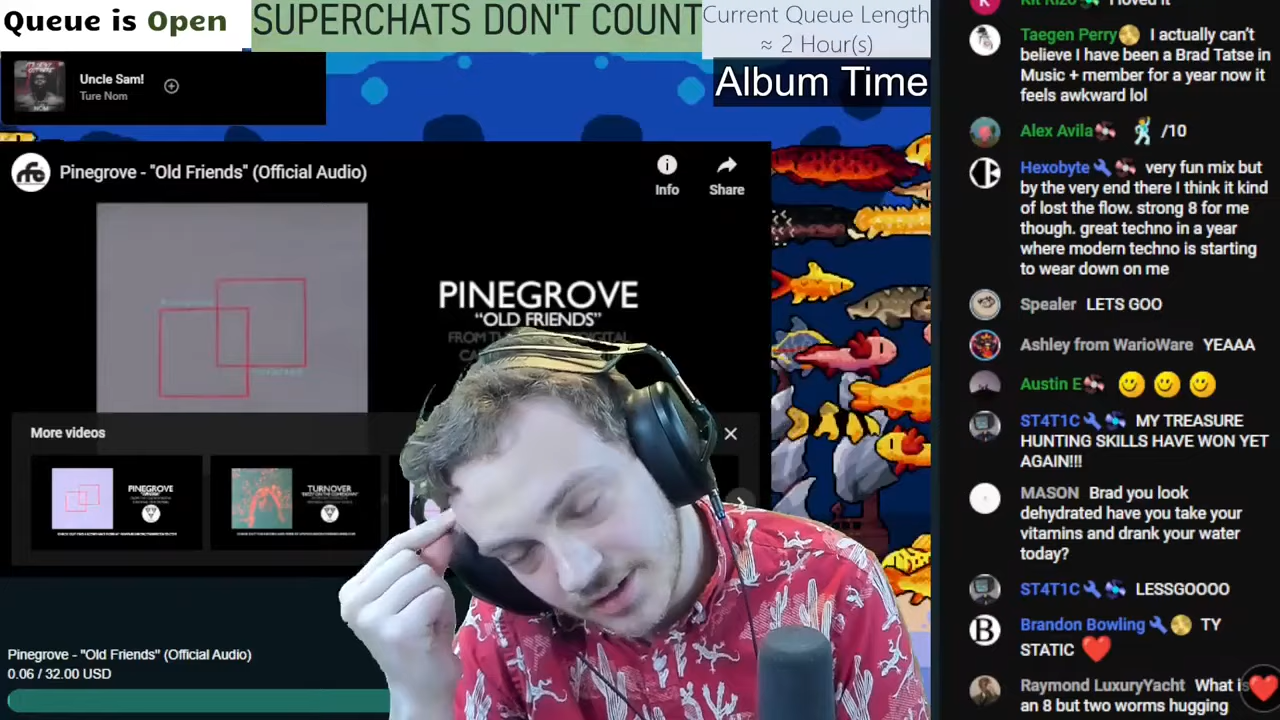 Queue is Open
SUPERCHATS DON'T COUNT
Current Queue Length
≈ 2 Hour(s)
Album Time
Uncle Sam!
Ture Nom
Pinegrove - "Old Friends" (Official Audio)
Info
Share
PINEGROVE
"OLD FRIENDS"
More videos
PINEGROVE
TURNOVER
Pinegrove - "Old Friends" (Official Audio)
0.06 / 32.00 USD
Kit Rizo I loved it
Taegen Perry I actually can't
believe I have been a Brad Tatse in
Music + member for a year now it
feels awkward lol
Alex Avila /10
Hexobyte very fun mix but
by the very end there I think it kind
of lost the flow. strong 8 for me
though. great techno in a year
where modern techno is starting
to wear down on me
Spealer LETS GOO
Ashley from WarioWare YEAAA
Austin E
ST4T1C MY TREASURE
HUNTING SKILLS HAVE WON YET
AGAIN!!!
MASON Brad you look
dehydrated have you take your
vitamins and drank your water
today?
ST4T1C LESSGOOOO
B
Brandon Bowling TY
STATIC
Raymond LuxuryYacht What is
an 8 but two worms hugging